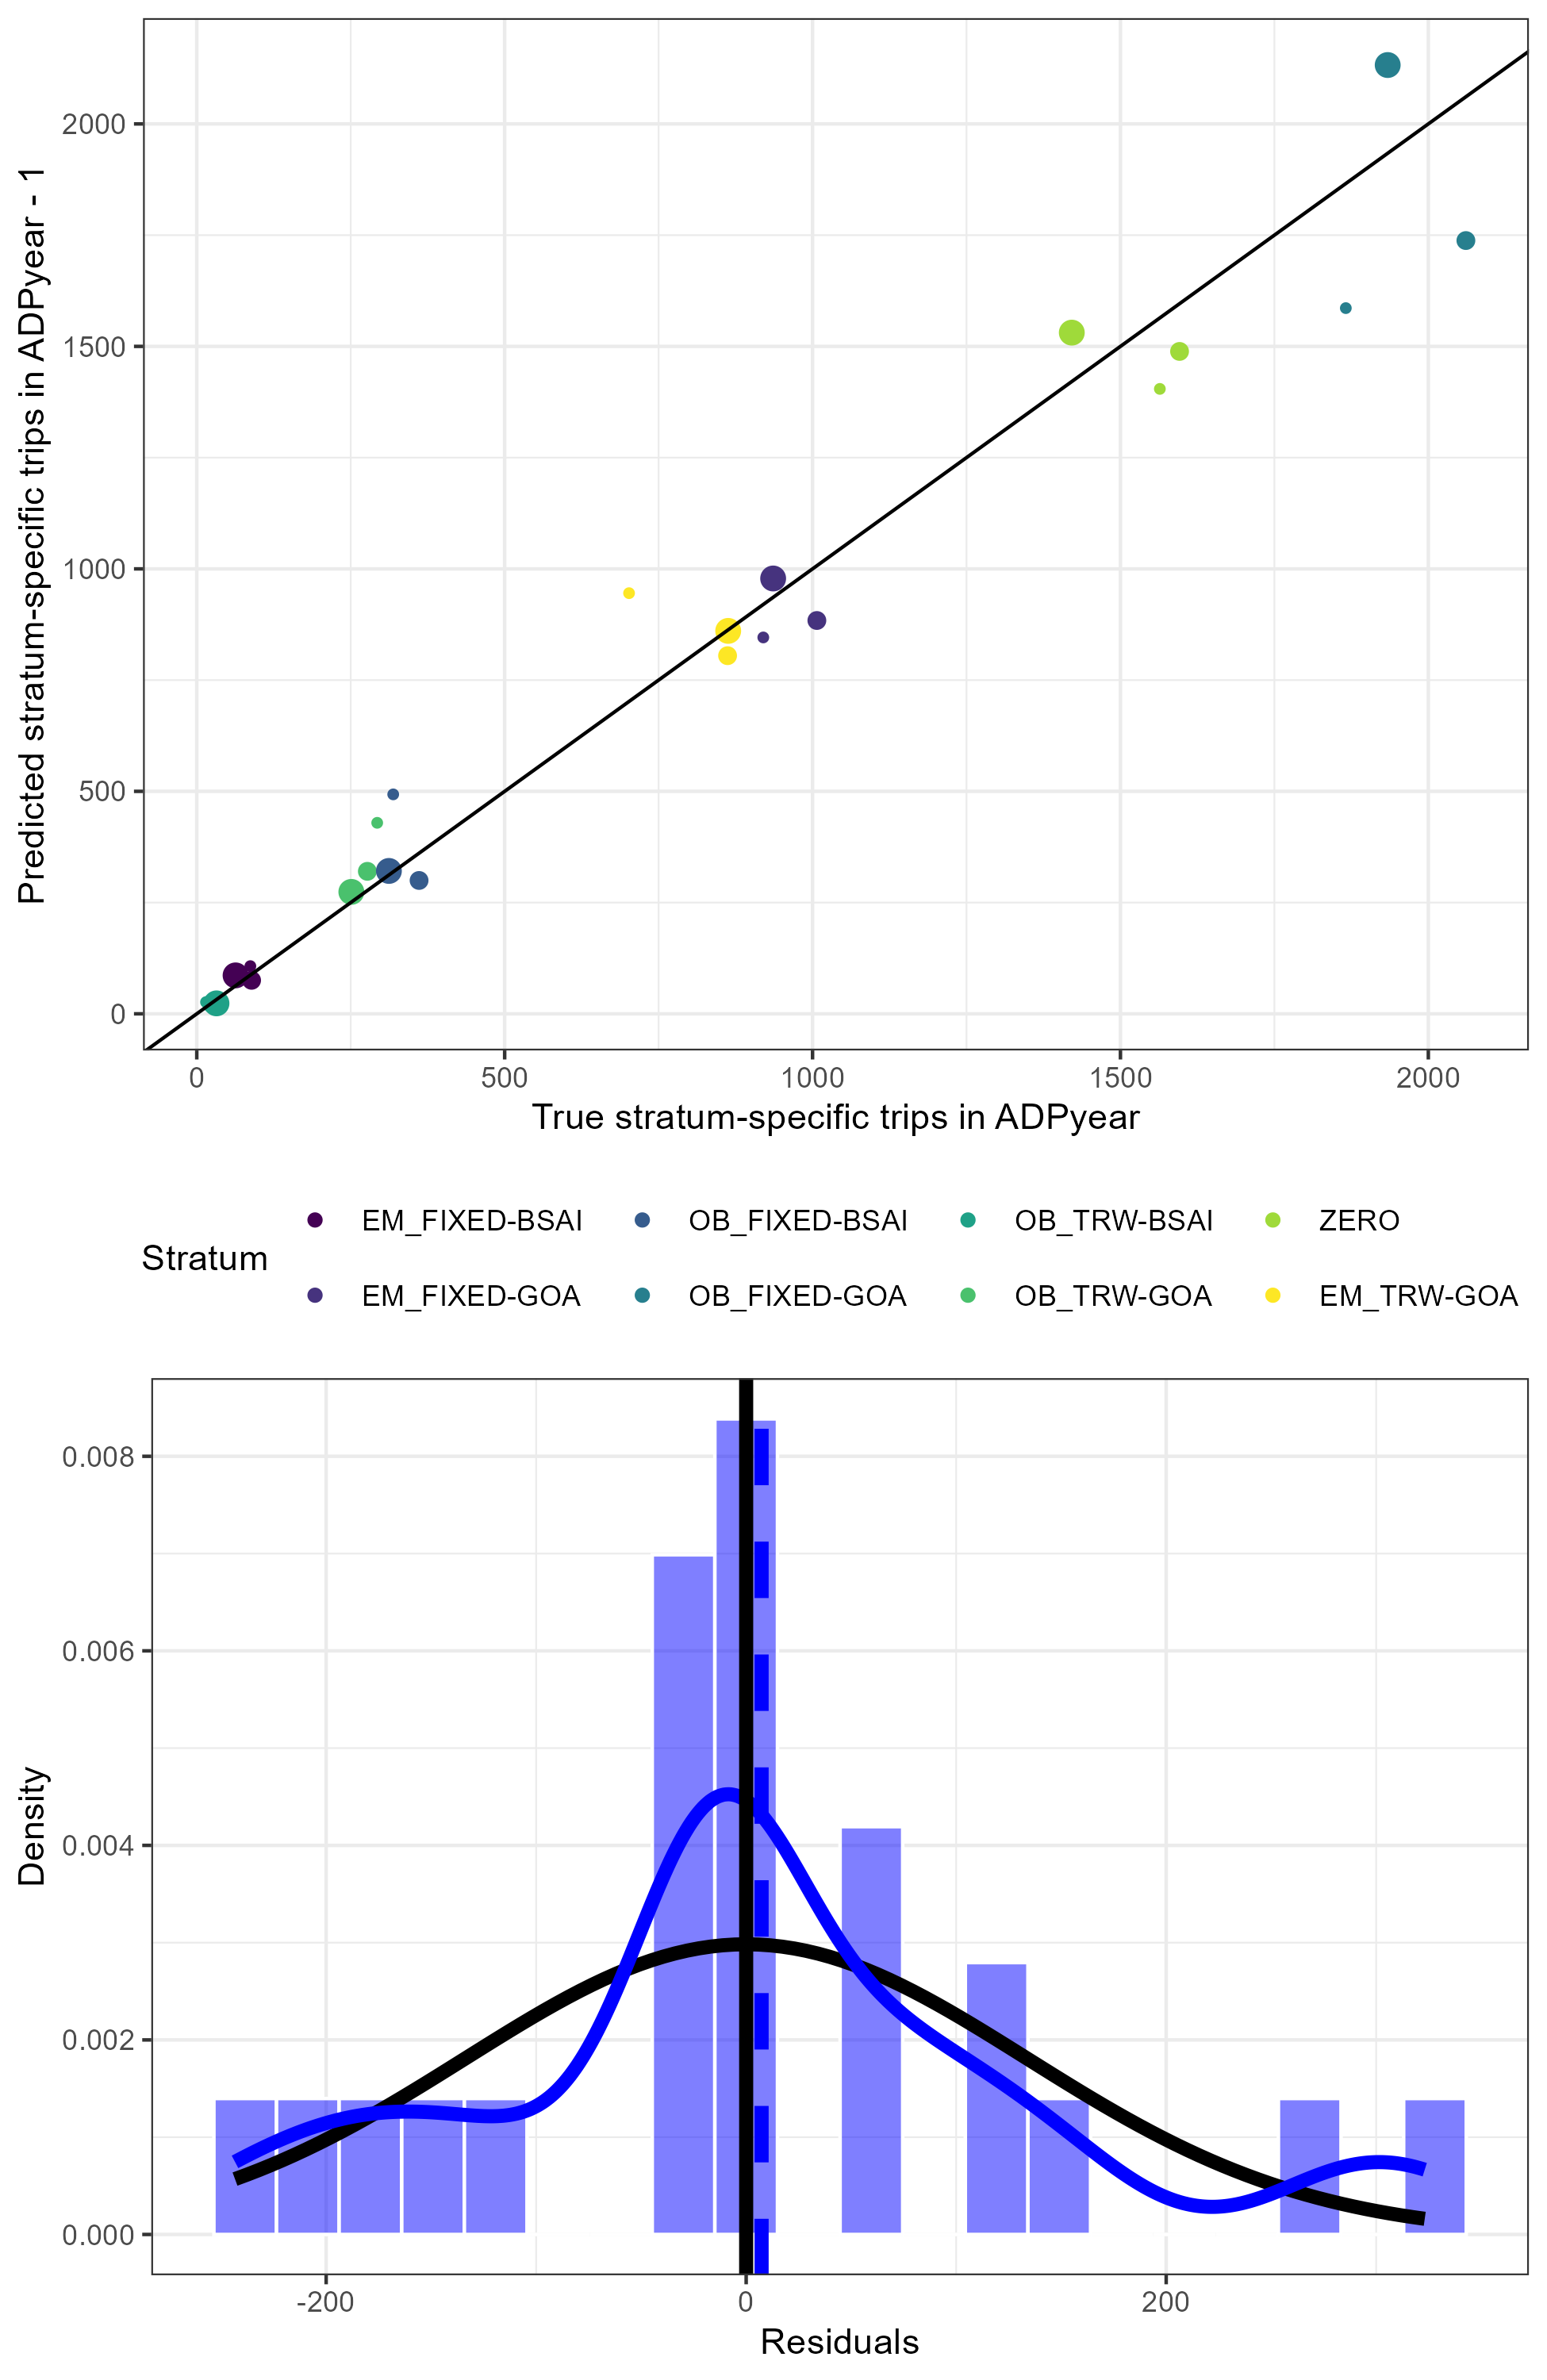 Predicted stratum-specific trips in ADPyear - 1
2000
1500
1000
500
0
0 500 1000 1500 2000
True stratum-specific trips in ADPyear
Stratum
EM_FIXED-BSAI OB_FIXED-BSAI OB_TRW-BSAI ZERO
EM_FIXED-GOA OB_FIXED-GOA OB_TRW-GOA EM_TRW-GOA
Density
0.008
0.006
0.004
0.002
0.000
-200 0 200
Residuals